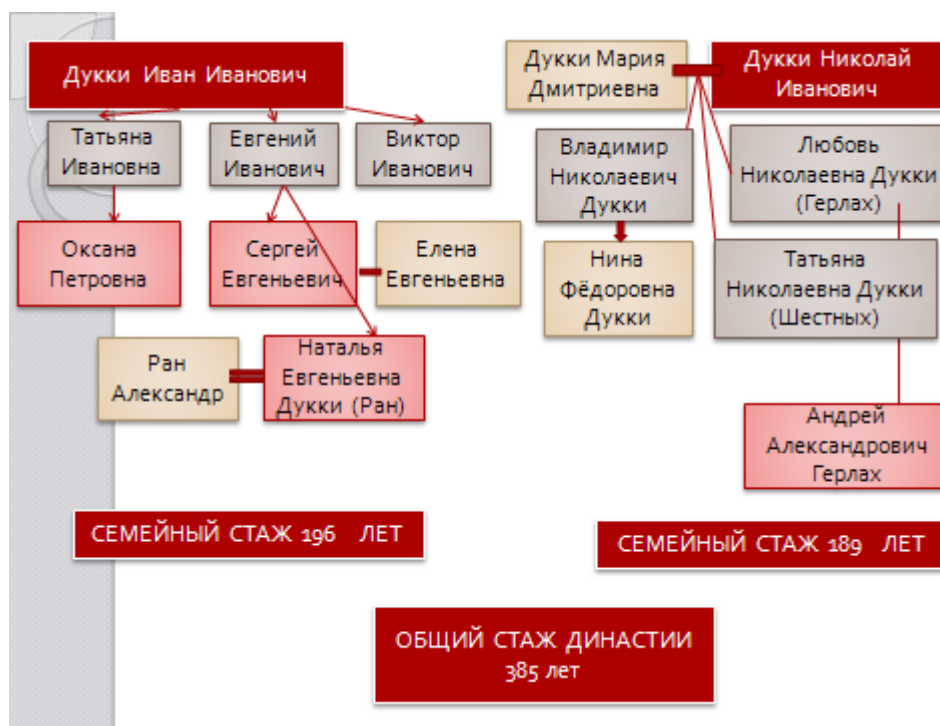 Дукки Иван Иванович
Татьяна
Ивановна
Евгений
Иванович
Виктор
Иванович
Оксана
Петровна
Сергей
Евгеньевич
Елена
Евгеньевна
Ран
Александр
Наталья
Евгеньевна
Дукки (Ран)
СЕМЕЙНЫЙ СТАЖ 196 ЛЕТ
Дукки Мария
Дмитриевна
Дукки Николай
Иванович
Владимир
Николаевич
Дукки
Любовь
Николаевна Дукки
(Герлах)
Нина
Фёдоровна
Дукки
Татьяна
Николаевна Дукки
(Шестных)
Андрей
Александрович
Герлах
СЕМЕЙНЫЙ СТАЖ 189 ЛЕТ
ОБЩИЙ СТАЖ ДИНАСТИИ
385 лет